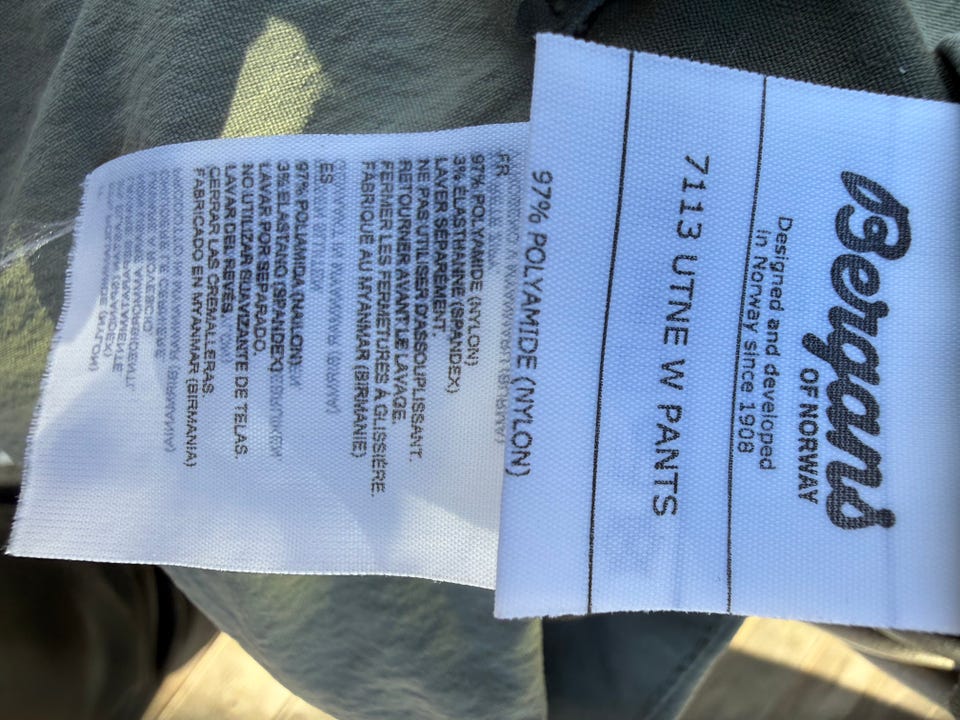 Bergans
OF NORWAY
Designed and developed
in Norway since 1908
7113 UTNE W PANTS
97% POLYAMIDE (NYLON)
FR
97% POLYAMIDE (NYLON)
3% ÉLASTHANNE (SPANDEX)
LAVER SÉPARÉMENT.
NE PAS UTILISER D'ASSOUPLISSANT.
RETOURNER AVANT LE LAVAGE.
FERMER LES FERMETURES À GLISSIÈRE.
FABRIQUÉ AU MYANMAR (BIRMANIE)
ES
97% POLIAMIDA (NAILON)
3% ELASTANO (SPANDEX)
LAVAR POR SEPARADO.
NO UTILIZAR SUAVIZANTE DE TELAS.
LAVAR DEL REVÉS.
CERRAR LAS CREMALLERAS.
FABRICADO EN MYANMAR (BIRMANIA)